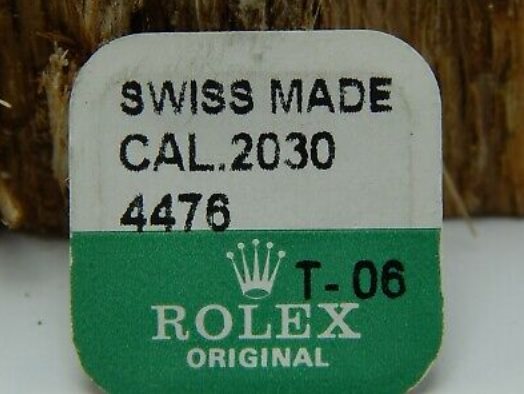 SWISS MADE
CAL.2030
4476
T-06
ROLEX
ORIGINAL